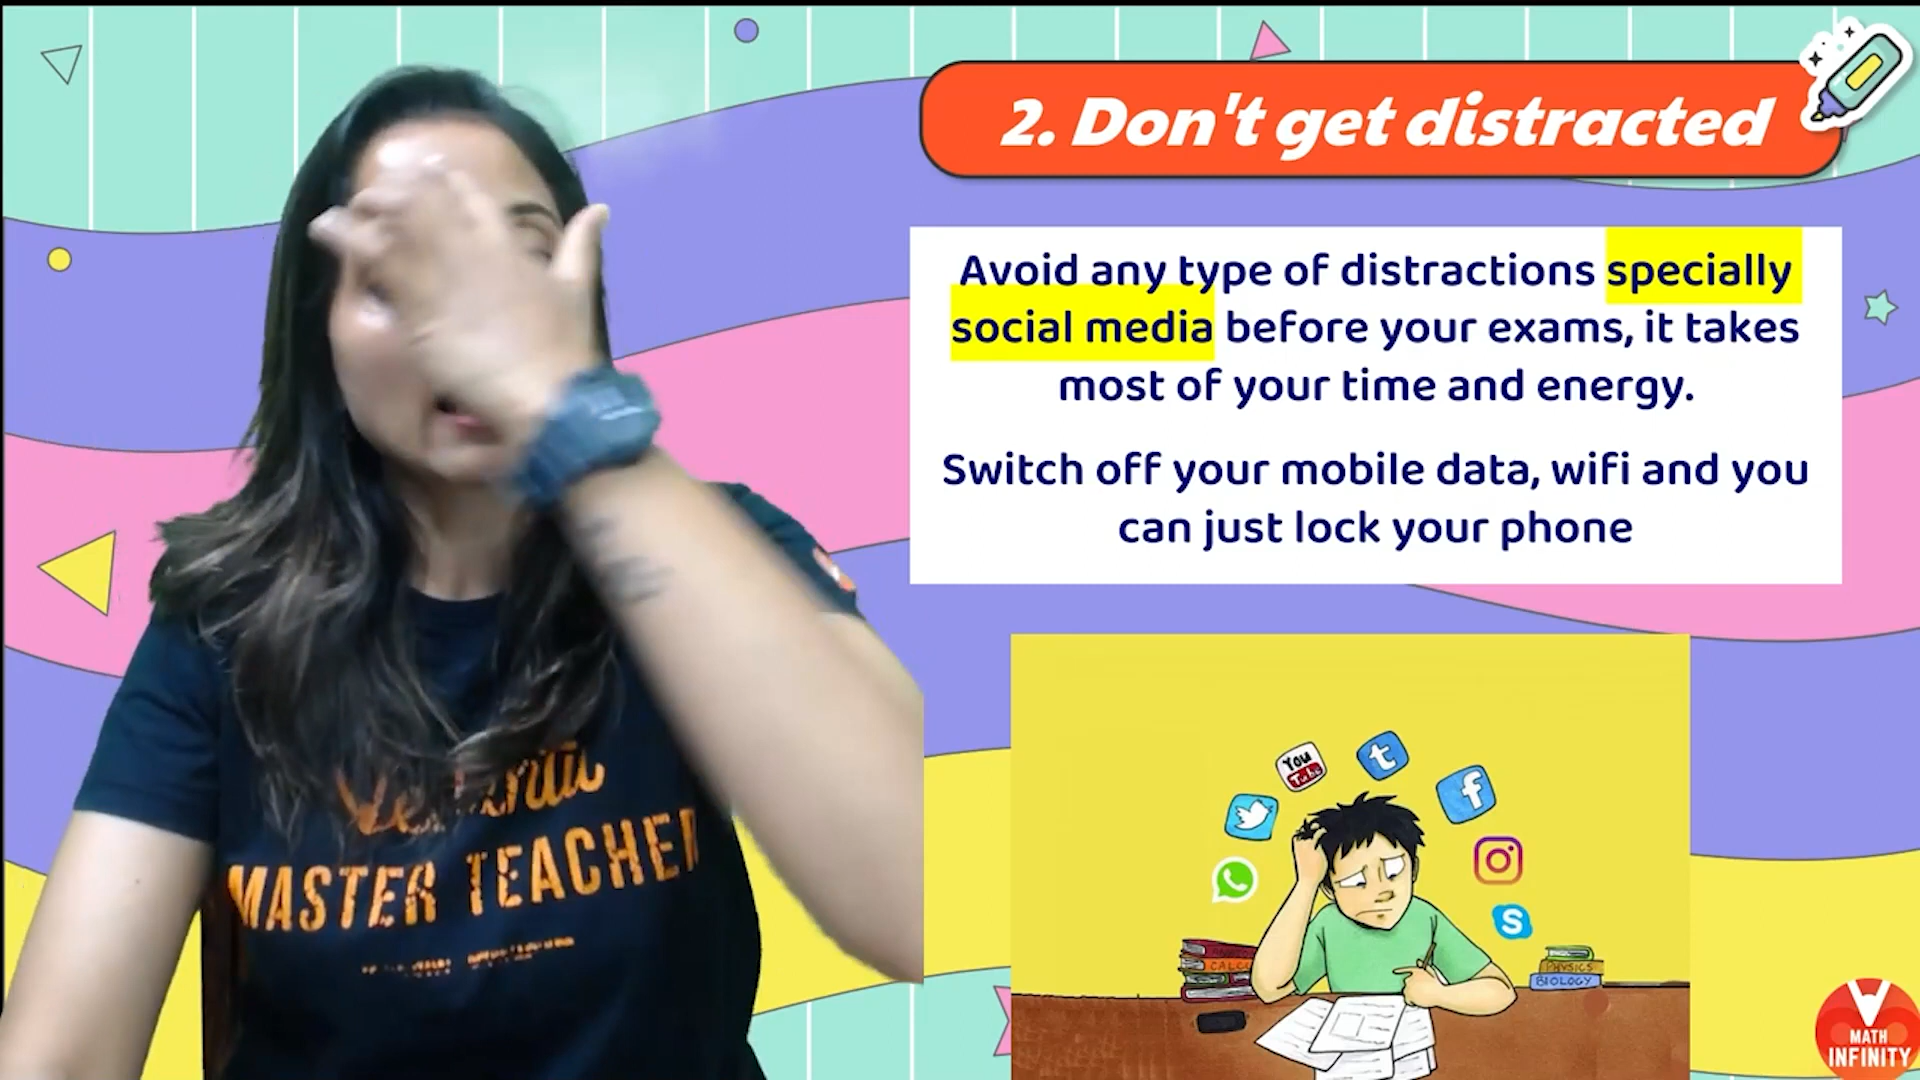 2. Don't get distracted
Avoid any type of distractions specially
social media before your exams, it takes
most of your time and energy.
Switch off your mobile data, wifi and you
can just lock your phone
MASTER TEACHER
You
Tube
PHYSICS
BIOLOGY
MATH
INFINITY